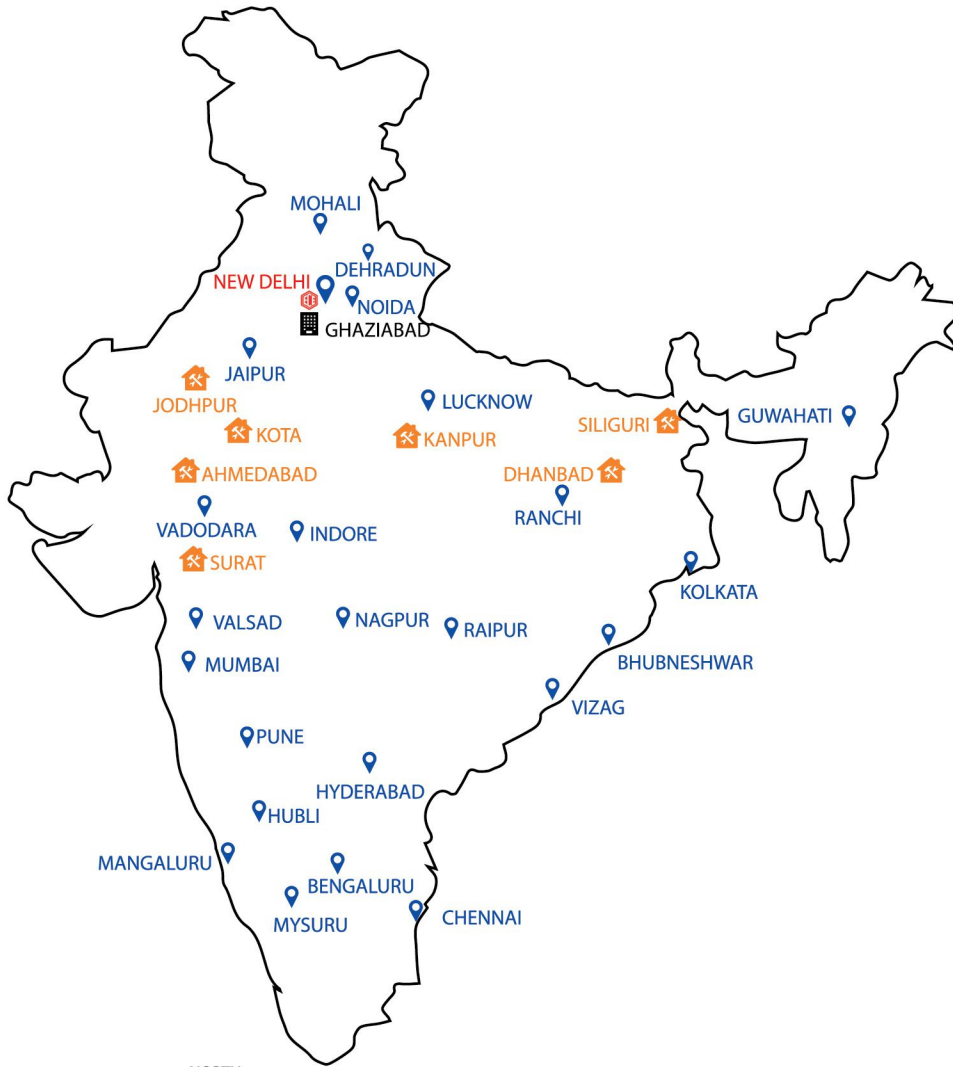 MOHALI
DEHRADUN
NEW DELHI
NOIDA
GHAZIABAD
JAIPUR
JODHPUR
LUCKNOW
SILIGURI
GUWAHATI
KOTA
KANPUR
AHMEDABAD
DHANBAD
RANCHI
VADODARA
INDORE
SURAT
KOLKATA
VALSAD
NAGPUR
RAIPUR
MUMBAI
BHUBNESHWAR
VIZAG
PUNE
HYDERABAD
HUBLI
MANGALURU
BENGALURU
MYSURU
CHENNAI